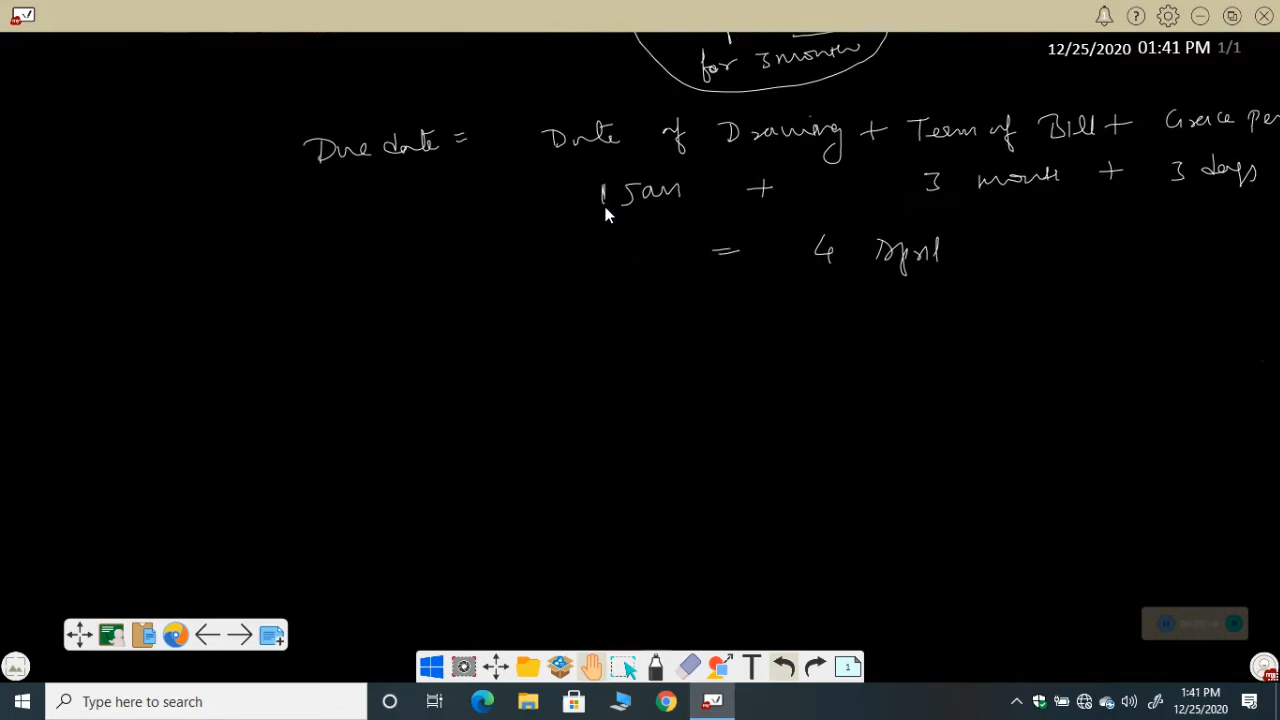 12/25/2020 01:41 PM 1/1
for 3 month
Due date = Date of Drawing + Term of Bill + Grace per
1 Jan + 3 month + 3 days
= 4 April
1
Type here to search
1:41 PM
12/25/2020